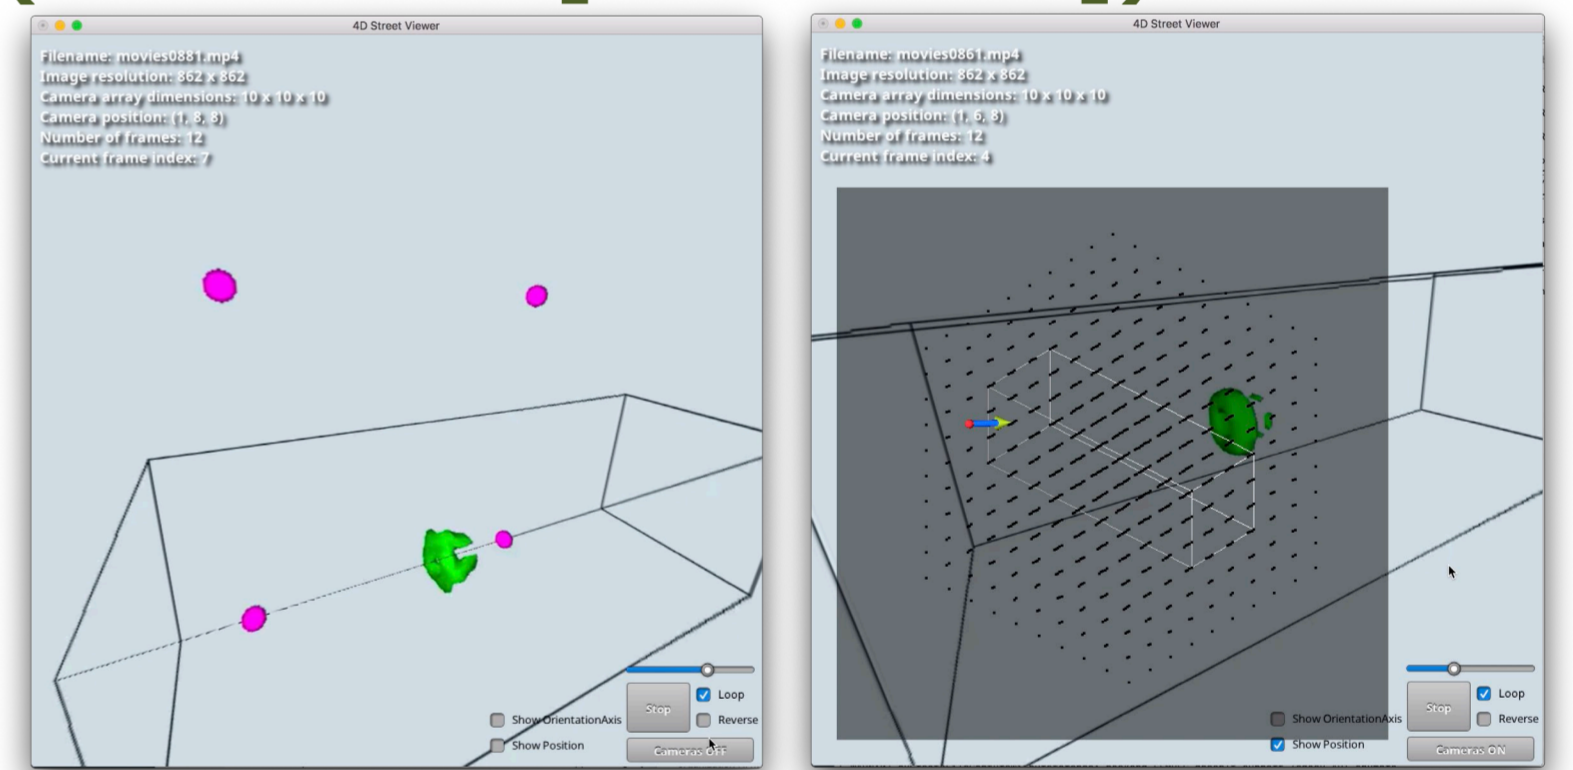 4D Street Viewer
Filename: movies0881.mp4
Image resolution: 862 x 862
Camera array dimensions: 10 x 10 x 10
Camera position: (1, 8, 8)
Number of frames: 12
Current frame index: 7
Loop
Stop
Show OrientationAxis
Reverse
Show Position
Cameras OFF
4D Street Viewer
Filename: movies0861.mp4
Image resolution: 862 x 862
Camera array dimensions: 10 x 10 x 10
Camera position: (1, 6, 8)
Number of frames: 12
Current frame index: 4
Loop
Stop
Show OrientationAxis
Reverse
Show Position
Cameras ON